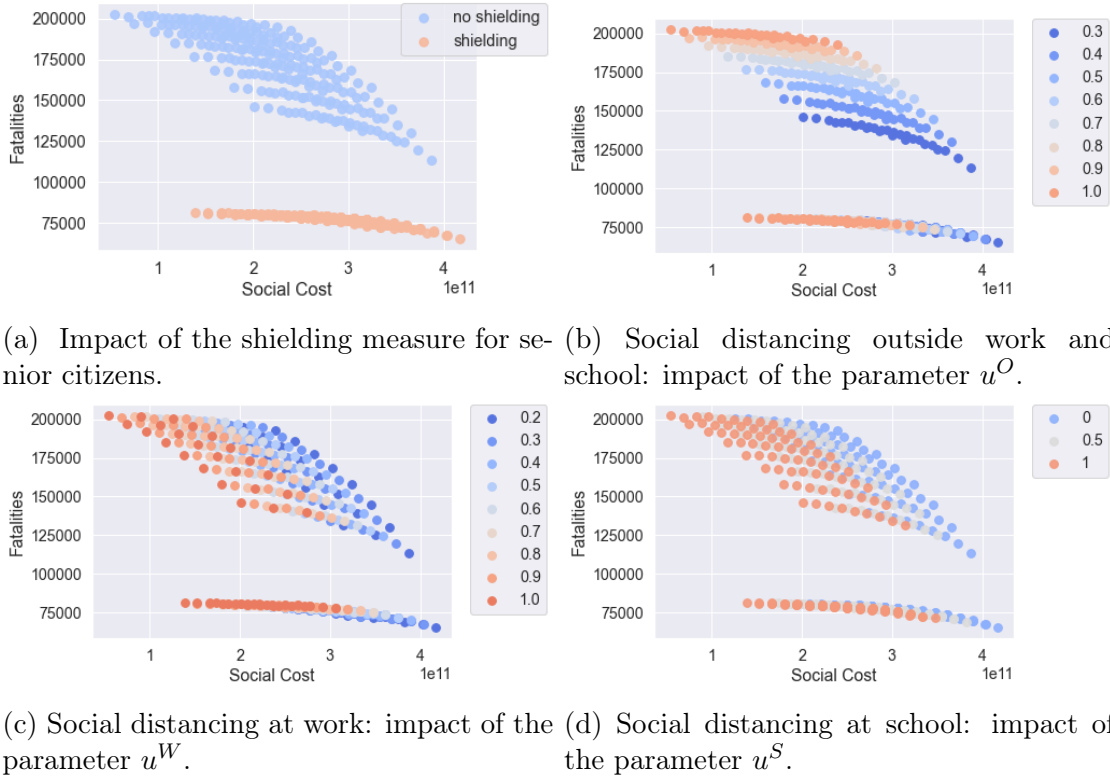 200000
175000
150000
125000
100000
75000
Fatalities
no shielding
shielding
1 2 3 4
1e11
Social Cost
200000
175000
150000
125000
100000
75000
Fatalities
0.3
0.4
0.5
0.6
0.7
0.8
0.9
1.0
1 2 3 4
1e11
Social Cost
(a) Impact of the shielding measure for se-
nior citizens.
(b) Social distancing outside work and
school: impact of the parameter u^O.
200000
175000
150000
125000
100000
75000
Fatalities
0.2
0.3
0.4
0.5
0.6
0.7
0.8
0.9
1.0
1 2 3 4
1e11
Social Cost
200000
175000
150000
125000
100000
75000
Fatalities
0
0.5
1
1 2 3 4
1e11
Social Cost
(c) Social distancing at work: impact of the
parameter u^W.
(d) Social distancing at school: impact of
the parameter u^S.